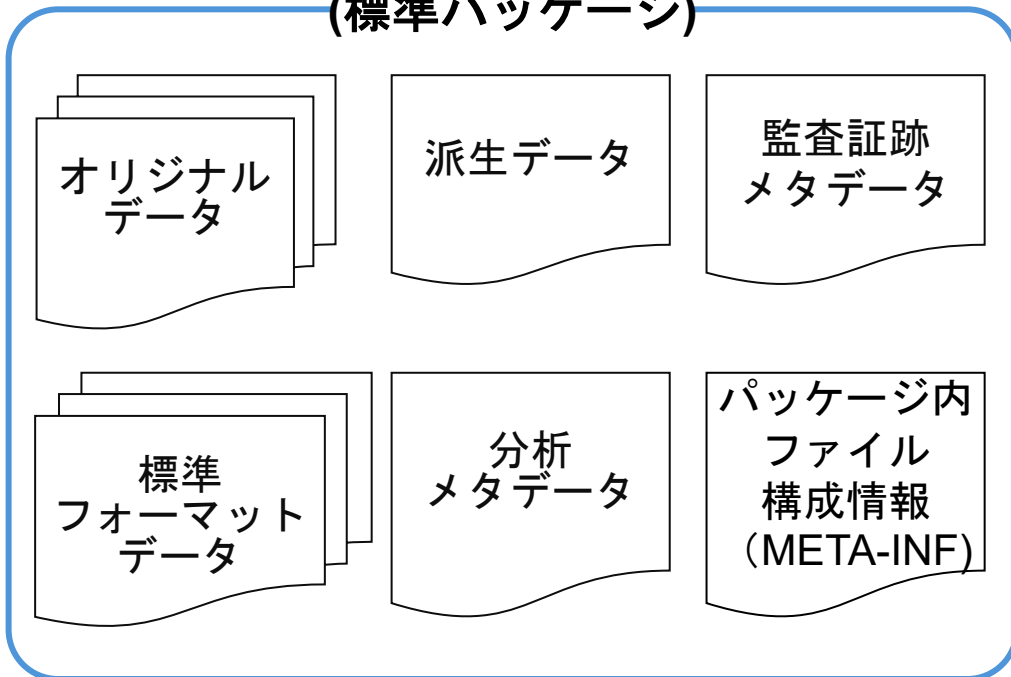 (標準パッケージ)
オリジナル
データ
派生データ
監査証跡
メタデータ
標準
フォーマット
データ
分析
メタデータ
パッケージ内
ファイル
構成情報
（META-INF)